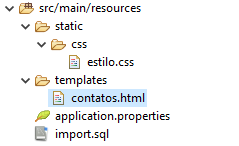 src/main/resources
static
css
estilo.css
templates
contatos.html
application.properties
import.sql